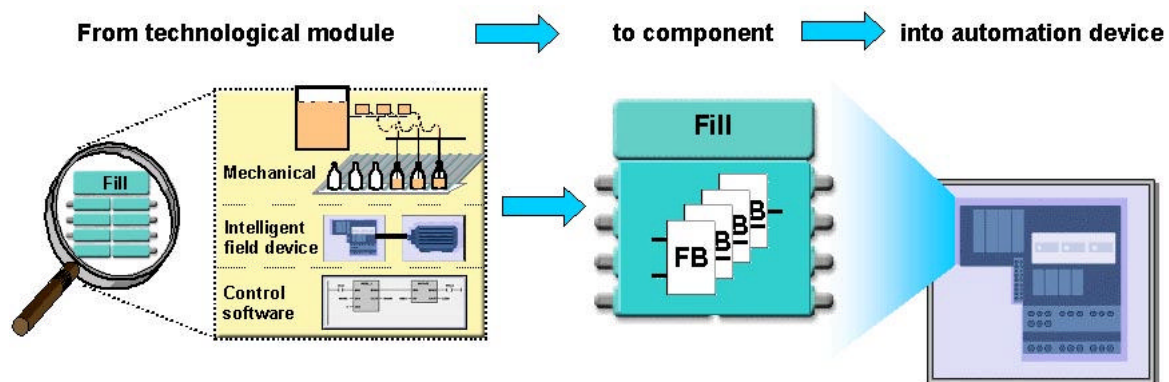 From technological module
to component
into automation device
Fill
Mechanical
Intelligent
field device
Control
software
Fill
FB
B
B
B